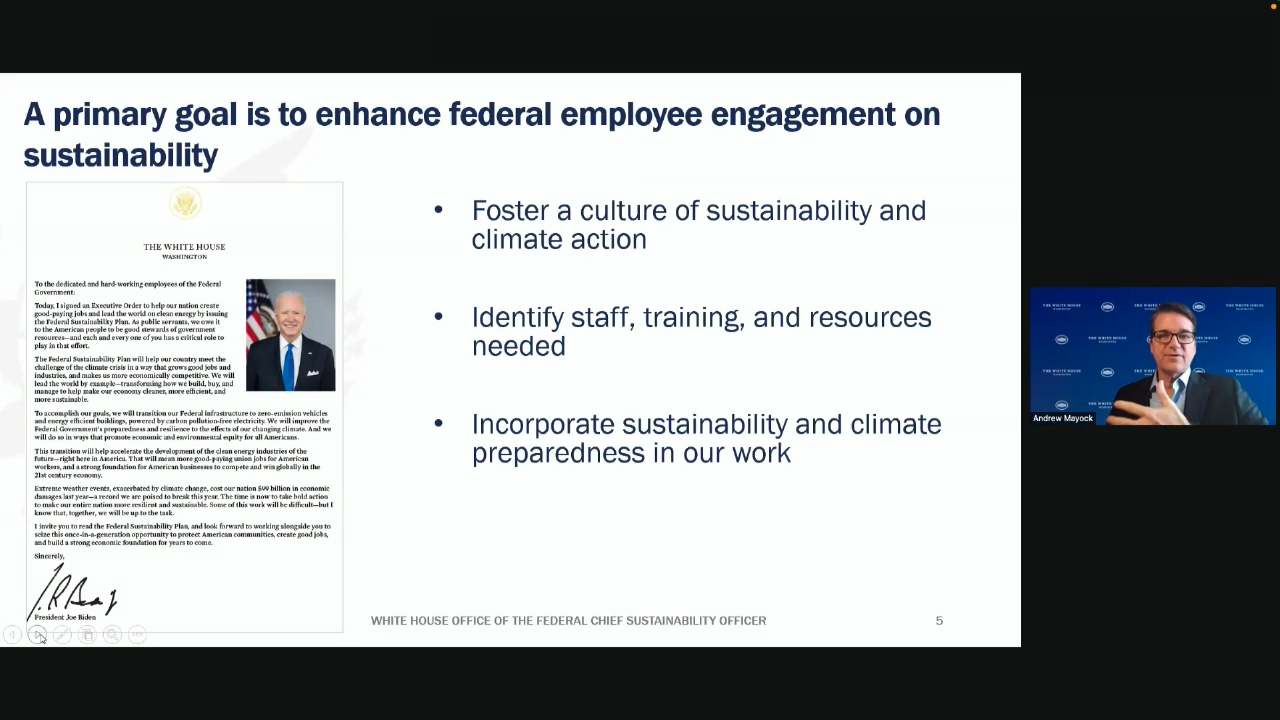 A primary goal is to enhance federal employee engagement on
sustainability
THE WHITE HOUSE
WASHINGTON
To the dedicated and hard-working employees of the Federal
Government:
Today, I signed an Executive Order to help our nation create
good-paying jobs and lead the world on clean energy by issuing
the Federal Sustainability Plan. As public servants, we owe it
to the American people to be good stewards of government
resources—and each and every one of you has a critical role to
play in that effort.
The Federal Sustainability Plan will help our country meet the
challenge of the climate crisis in a way that grows good jobs and
industries, and makes us more economically competitive. We will
lead the world by example—transforming how we build, buy, and
manage to help make our economy cleaner, more efficient, and
more sustainable.
To accomplish our goals, we will transition our Federal infrastructure to zero-emission vehicles
and energy efficient buildings, powered by carbon pollution-free electricity. We will improve the
Federal Government's preparedness and resilience to the effects of our changing climate. And we
will do so in ways that promote economic and environmental equity for all Americans.
This transition will help accelerate the development of the clean energy industries of the
future—right here in America. That will mean more good-paying union jobs for American
workers, and a strong foundation for American businesses to compete and win globally in the
21st century economy.
Extreme weather events, exacerbated by climate change, cost our nation $99 billion in economic
damages last year—a record we are poised to break this year. The time is now to take bold action
to make our entire nation more resilient and sustainable. Some of this work will be difficult—but I
know that, together, we will be up to the task.
I invite you to read the Federal Sustainability Plan, and look forward to working alongside you to
seize this once-in-a-generation opportunity to protect American communities, create good jobs,
and build a strong economic foundation for years to come.
Sincerely,
President Joe Biden
• Foster a culture of sustainability and
climate action
• Identify staff, training, and resources
needed
• Incorporate sustainability and climate
preparedness in our work
WHITE HOUSE OFFICE OF THE FEDERAL CHIEF SUSTAINABILITY OFFICER
5
THE WHITE HOUSE
WASHINGTON
THE WHITE HOUSE
THE WHITE HOUSE
Andrew Mayock